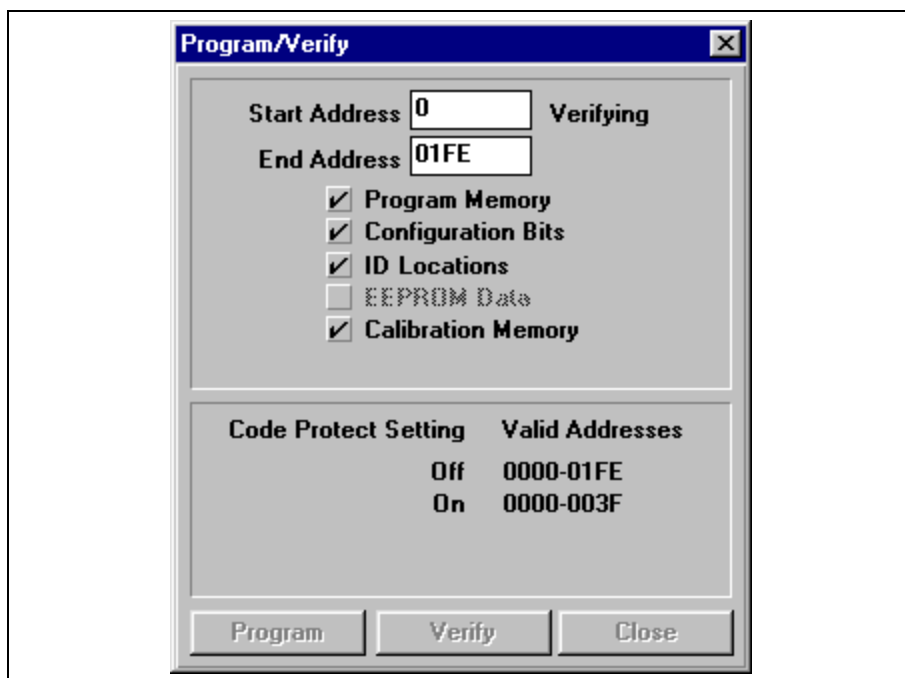 Program/Verify
Start Address 0 Verifying
End Address 01FE
Program Memory
Configuration Bits
ID Locations
EEPROM Data
Calibration Memory
Code Protect Setting Valid Addresses
Off 0000-01FE
On 0000-003F
Program Verify Close